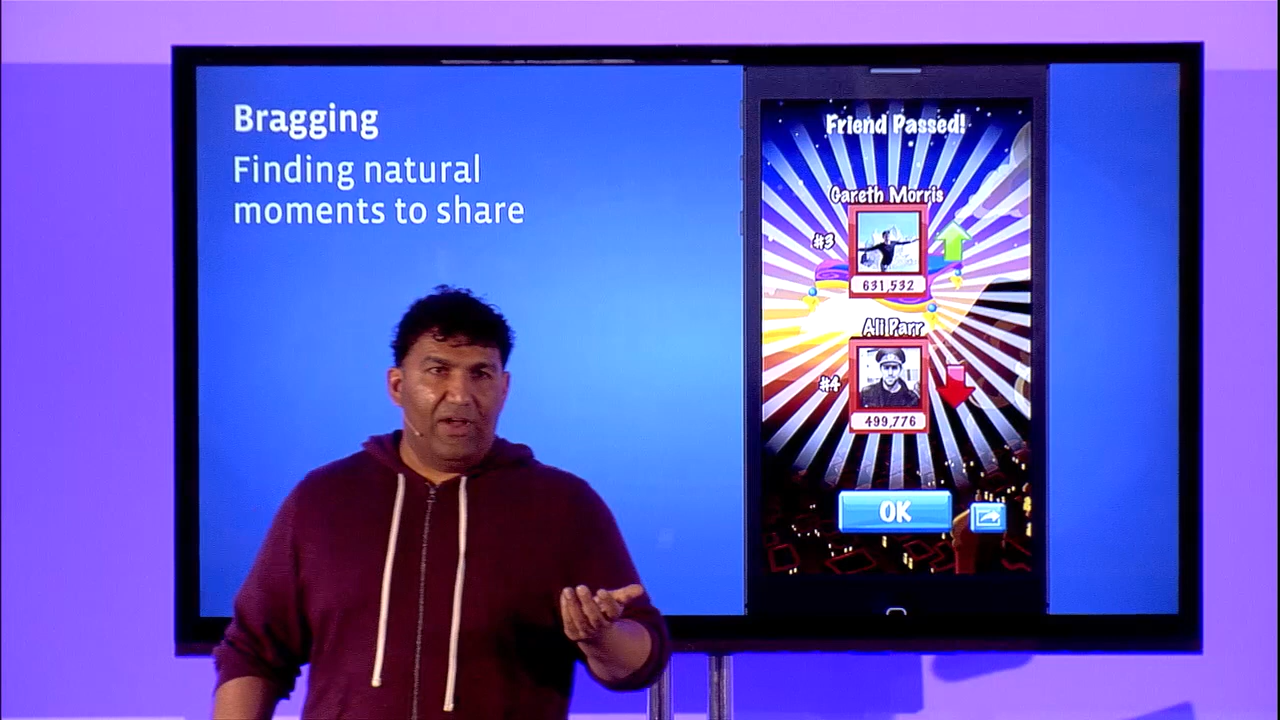 Bragging
Finding natural
moments to share
Friend Passed!
Gareth Morris
#3
631,532
Ali Parr
#4
499,776
OK